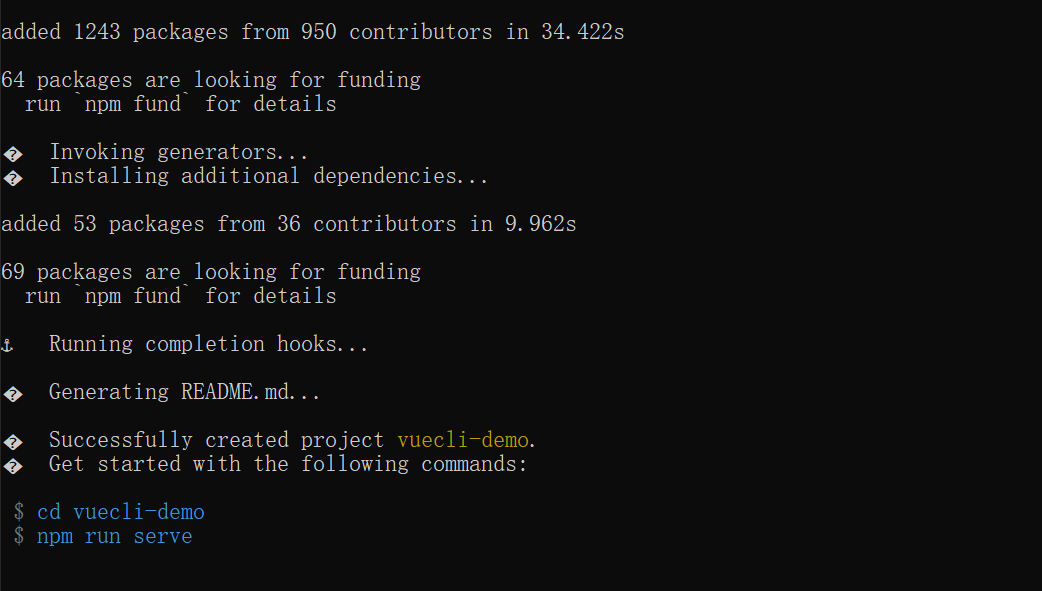 added 1243 packages from 950 contributors in 34.422s
64 packages are looking for funding
run `npm fund` for details
� Invoking generators...
� Installing additional dependencies...
added 53 packages from 36 contributors in 9.962s
69 packages are looking for funding
run `npm fund` for details
⚓ Running completion hooks...
� Generating README.md...
� Successfully created project vuecli-demo.
� Get started with the following commands:
$ cd vuecli-demo
$ npm run serve